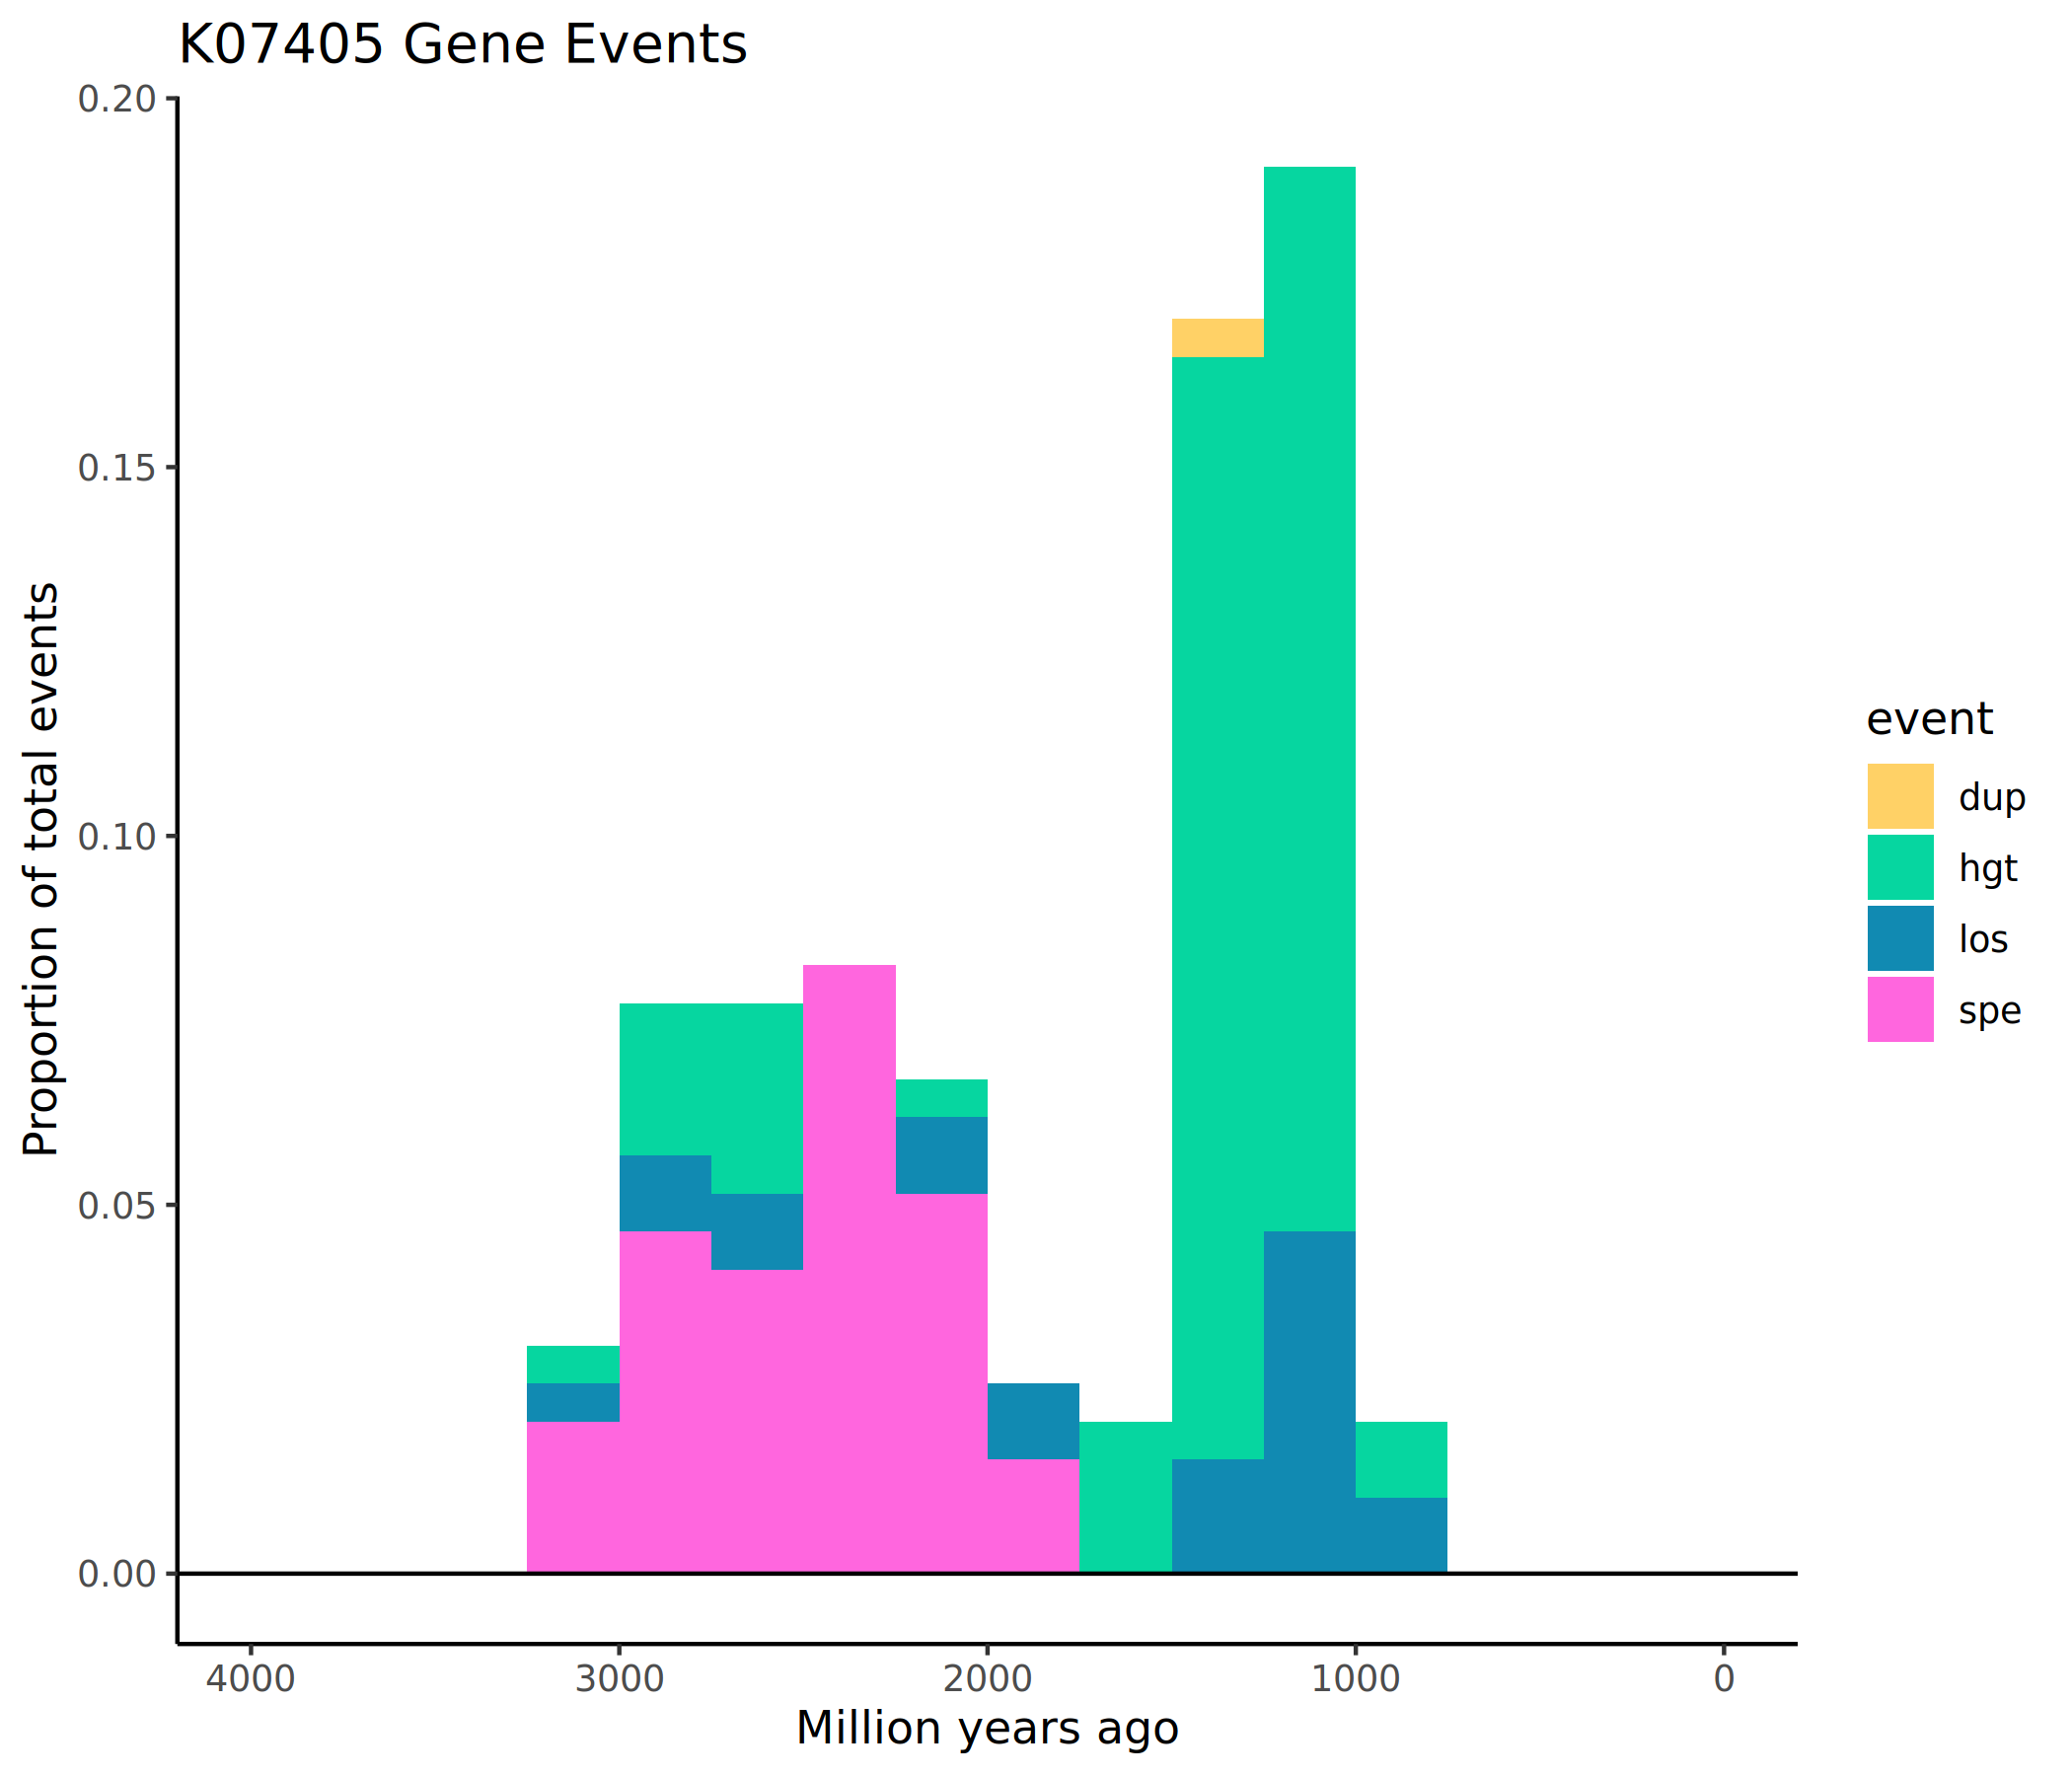 K07405 Gene Events
0.20
0.15
0.10
0.05
0.00
Proportion of total events
4000 3000 2000 1000 0
Million years ago
event
dup
hgt
los
spe